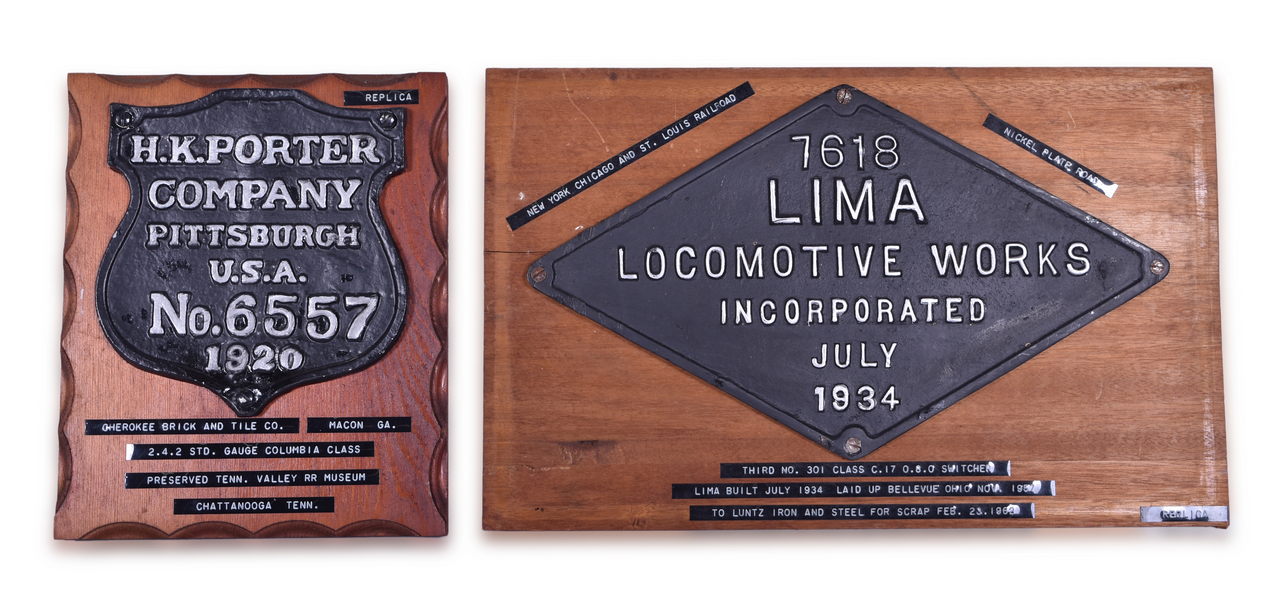 REPLICA
H.K.PORTER
COMPANY
PITTSBURGH
U.S.A.
No.6557
1920
CHEROKEE BRICK AND TILE CO. MACON GA.
2.4.2 STD. GAUGE COLUMBIA CLASS
PRESERVED TENN. VALLEY RR MUSEUM
CHATTANOOGA TENN.
NEW YORK CHICAGO AND ST. LOUIS RAILROAD
NICKEL PLATE ROAD
7618
LIMA
LOCOMOTIVE WORKS
INCORPORATED
JULY
1934
THIRD NO. 301 CLASS C.17 0.8.0 SWITCHER
LIMA BUILT JULY 1934 LAID UP BELLEVUE OHIO
TO LUNTZ IRON AND STEEL FOR SCRAP FEB. 23.
REPLICA